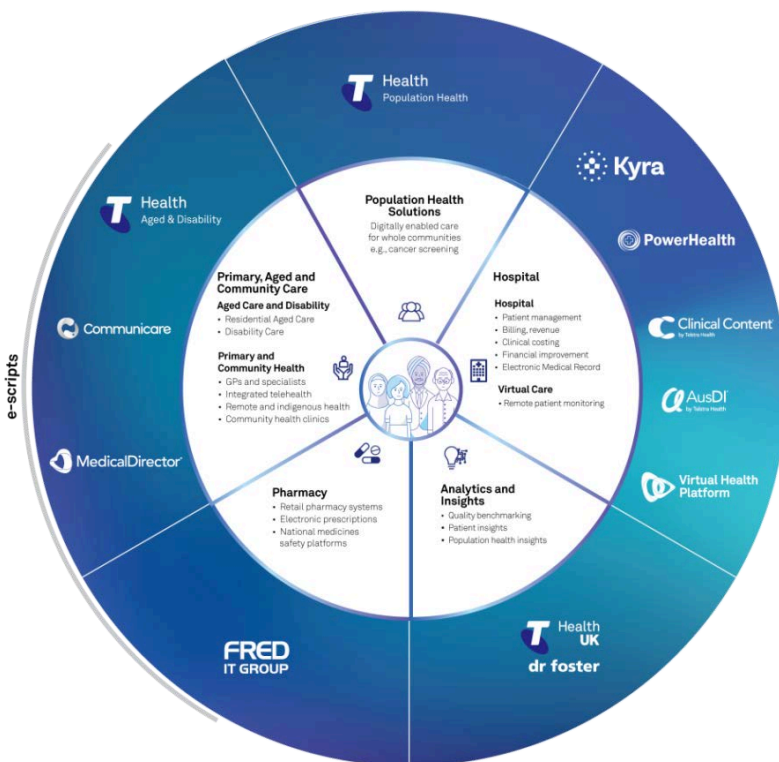 Health
Population Health
Kyra
PowerHealth
Clinical Content
by Telstra Health
AusDI
by Telstra Health
Virtual Health
Platform
Health
UK
dr foster
FRED
IT GROUP
MedicalDirector
Communicare
Health
Aged & Disability
e-scripts
Population Health
Solutions
Digitally enabled care
for whole communities
e.g., cancer screening
Hospital
Hospital
• Patient management
• Billing, revenue
• Clinical costing
• Financial improvement
• Electronic Medical Record
Virtual Care
• Remote patient monitoring
Analytics and
Insights
• Quality benchmarking
• Patient insights
• Population health insights
Pharmacy
• Retail pharmacy systems
• Electronic prescriptions
• National medicines
safety platforms
Primary, Aged and
Community Care
Aged Care and Disability
• Residential Aged Care
• Disability Care
Primary and
Community Health
• GPs and specialists
• Integrated telehealth
• Remote and indigenous health
• Community health clinics